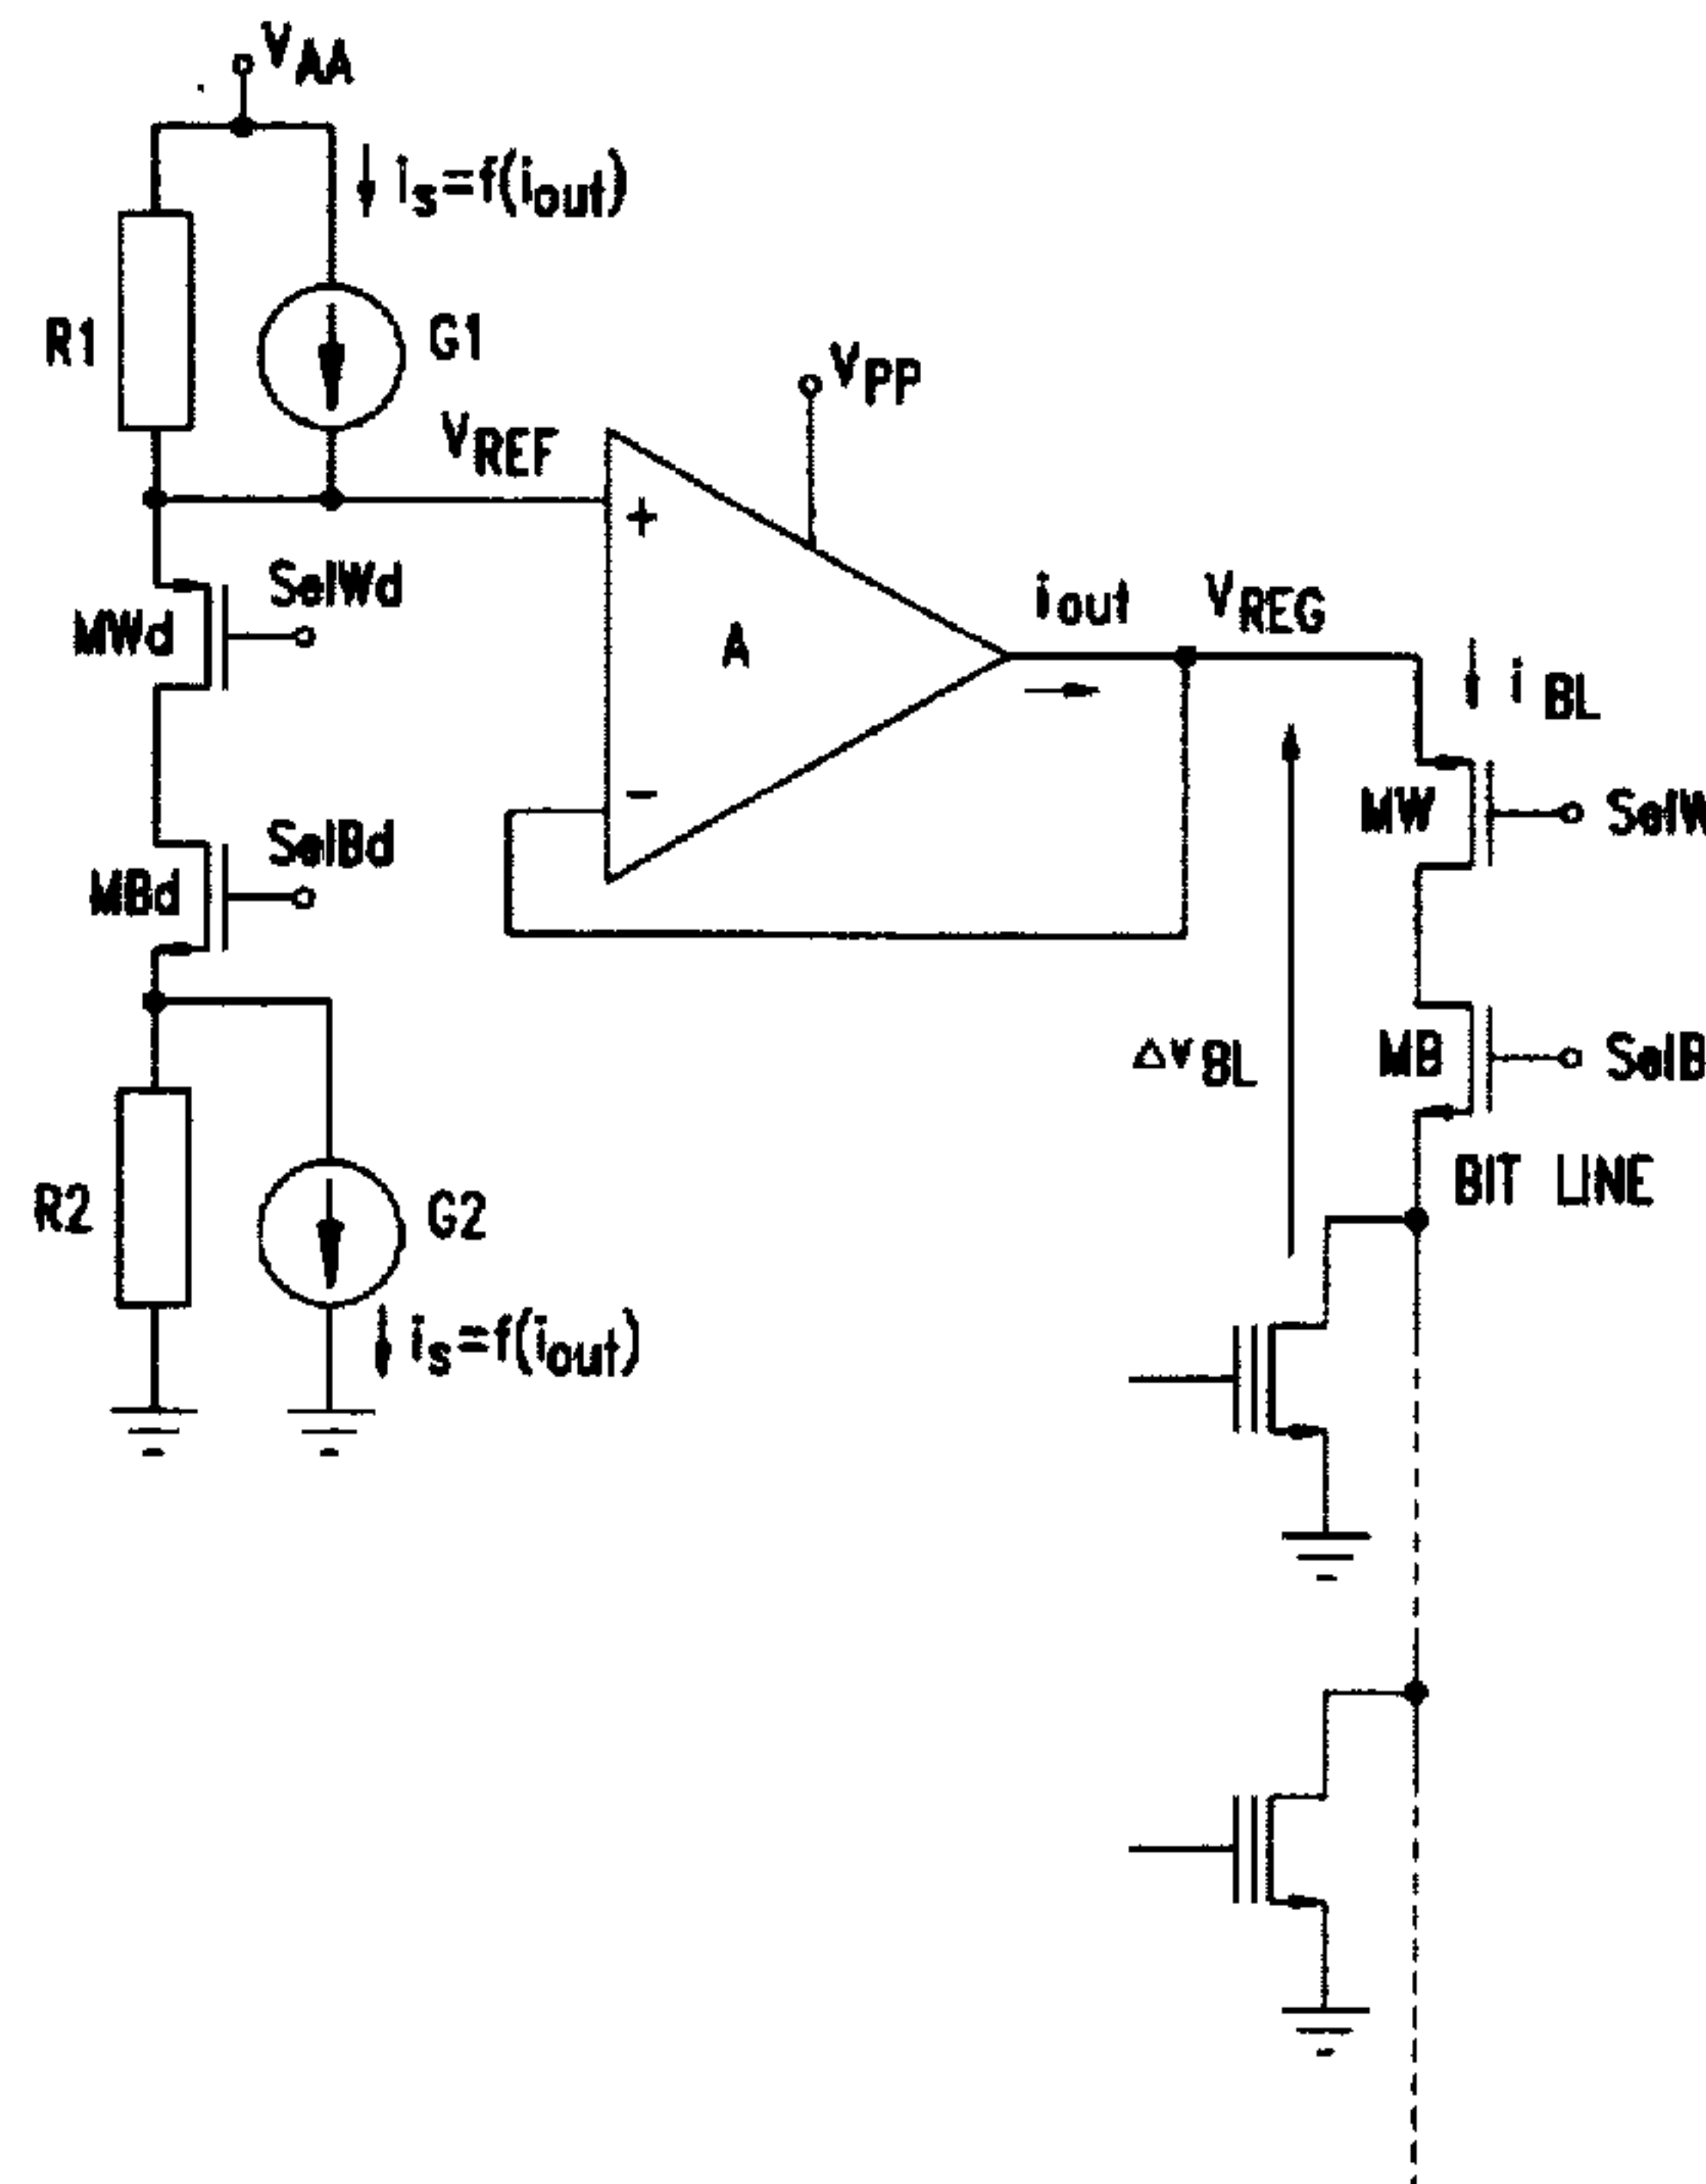 VAA
is=f(iout)
R1
G1
VPP
VREF
+
SelWd
MWd
A
iout
VREG
iBL
−
MW
SelW
SelBd
MBd
ΔvBL
MB
SelB
BIT LINE
R2
G2
is=f(iout)